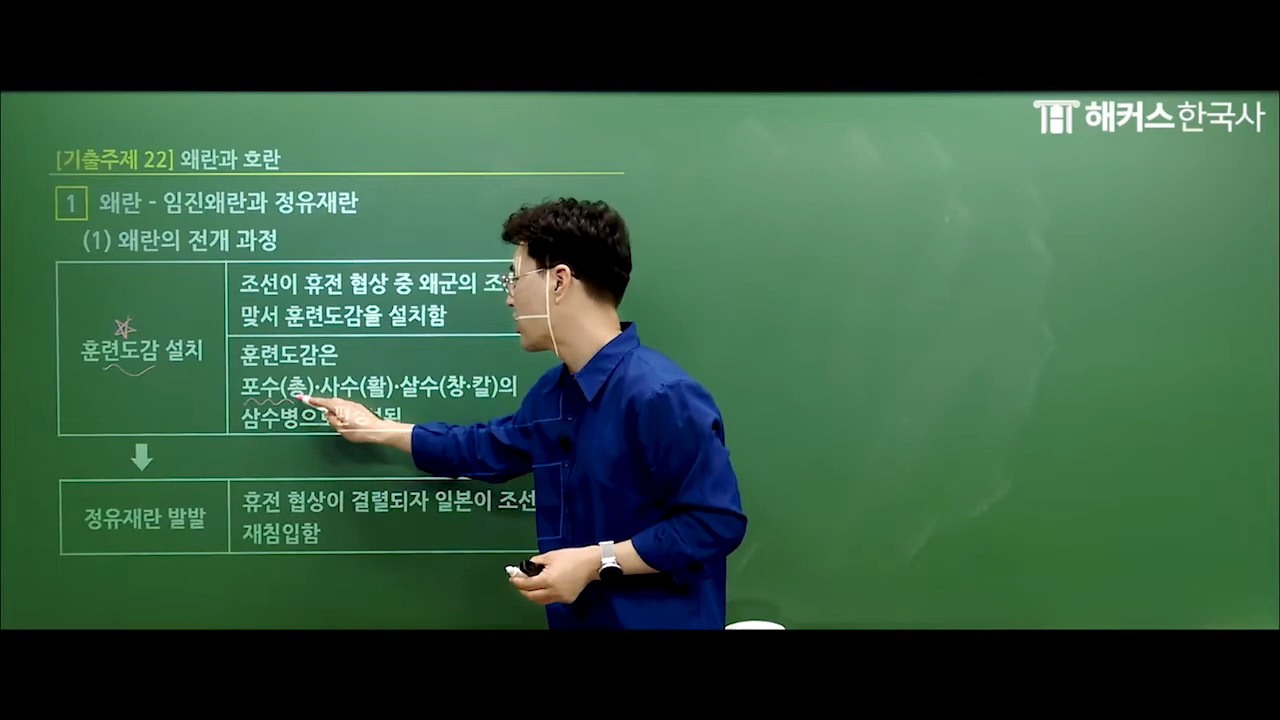 해커스한국사
[기출주제 22] 왜란과 호란
1 왜란 - 임진왜란과 정유재란
(1) 왜란의 전개 과정
훈련도감 설치
조선이 휴전 협상 중 왜군의
맞서 훈련도감을 설치함
훈련도감은
포수(총)·사수(활)·살수(창·칼)의
삼수병으로
정유재란 발발
휴전 협상이 결렬되자 일본이 조선
재침입함